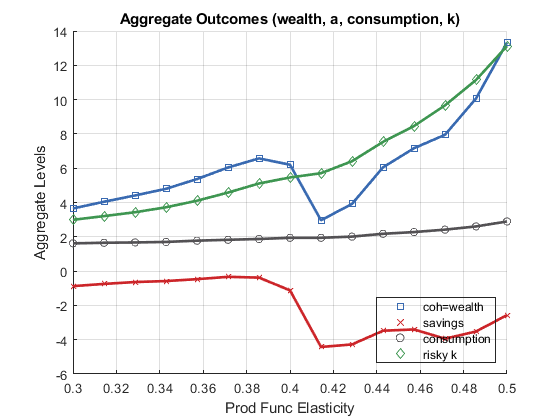 Aggregate Outcomes (wealth, a, consumption, k)
14
12
10
8
6
4
2
0
-2
-4
-6
Aggregate Levels
coh=wealth
savings
consumption
risky k
0.3 0.32 0.34 0.36 0.38 0.4 0.42 0.44 0.46 0.48 0.5
Prod Func Elasticity